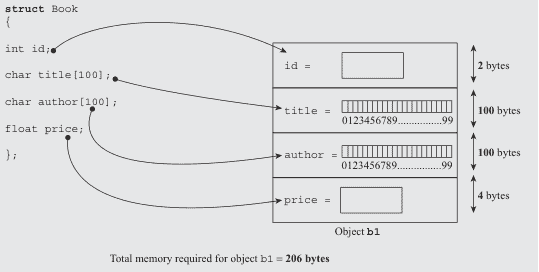 struct Book
{
int id;
char title[100];
char author[100];
float price;
};
id =
2 bytes
title =
0123456789................99
100 bytes
author =
0123456789................99
100 bytes
price =
4 bytes
Object b1
Total memory required for object b1 = 206 bytes